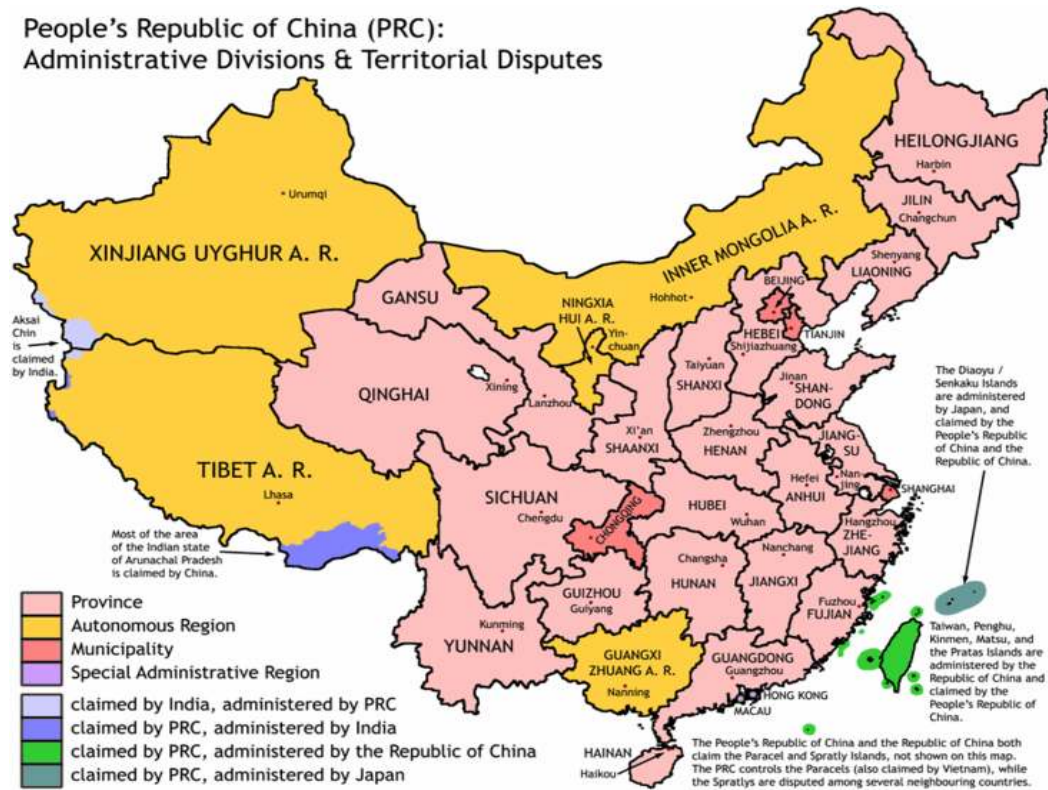 People's Republic of China (PRC):
Administrative Divisions & Territorial Disputes
HEILONGJIANG
Harbin
JILIN
Changchun
Urumqi
XINJIANG UYGHUR A. R.
INNER MONGOLIA A. R.
Shenyang
LIAONING
BEIJING
GANSU
NINGXIA
HUI A. R.
Hohhot
Yin-
chuan
HEBEI
Shijiazhuang
TIANJIN
Aksai
Chin
is
claimed
by India.
Taiyuan
SHANXI
Jinan
SHAN-
DONG
The Diaoyu /
Senkaku Islands
are administered
by Japan, and
claimed by the
People's Republic
of China and the
Republic of China.
QINGHAI
Xining
Lanzhou
Xi'an
SHAANXI
Zhengzhou
HENAN
JIANG-
SU
Nan-
jing
Hefei
ANHUI
SHANGHAI
TIBET A. R.
Lhasa
SICHUAN
Chengdu
CHONGQING
HUBEI
Wuhan
Hangzhou
ZHE-
JIANG
Most of the area
of the Indian state
of Arunachal Pradesh
is claimed by China.
Changsha
HUNAN
Nanchang
JIANGXI
GUIZHOU
Guiyang
Fuzhou
FUJIAN
Kunming
YUNNAN
GUANGXI
ZHUANG A. R.
Nanning
GUANGDONG
Guangzhou
HONG KONG
MACAU
Taiwan, Penghu,
Kinmen, Matsu, and
the Pratas Islands are
administered by the
Republic of China and
claimed by the
People's Republic of
China.
HAINAN
Haikou
The People's Republic of China and the Republic of China both
claim the Paracel and Spratly Islands, not shown on this map.
The PRC controls the Paracels (also claimed by Vietnam), while
the Spratlys are disputed among several neighbouring countries.
Province
Autonomous Region
Municipality
Special Administrative Region
claimed by India, administered by PRC
claimed by PRC, administered by India
claimed by PRC, administered by the Republic of China
claimed by PRC, administered by Japan